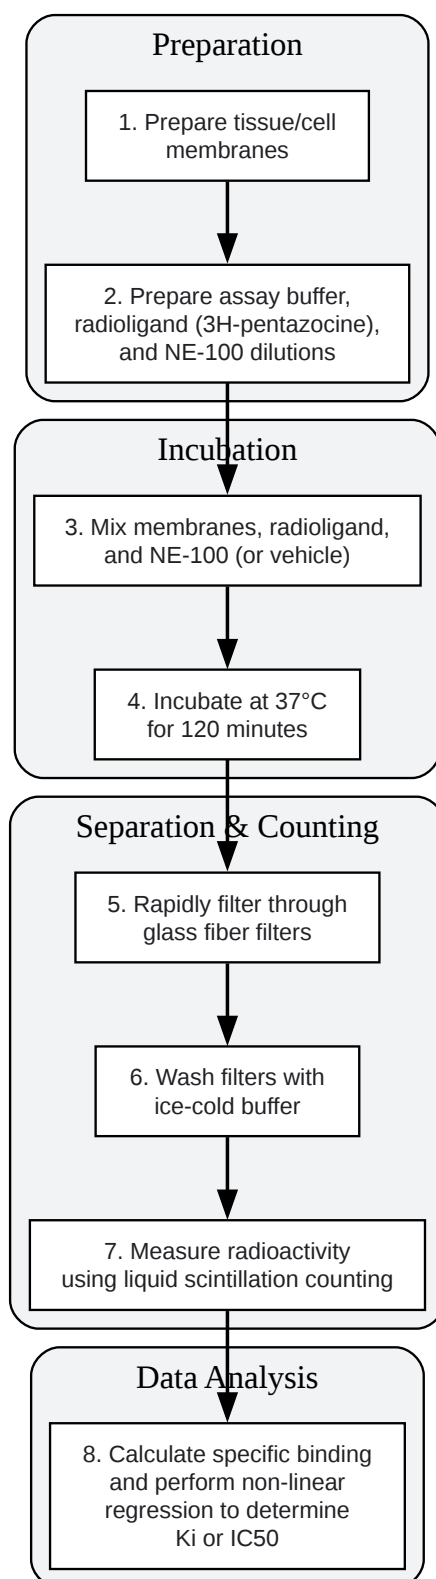 Preparation
1. Prepare tissue/cell
membranes
2. Prepare assay buffer,
radioligand (3H-pentazocine),
and NE-100 dilutions
Incubation
3. Mix membranes, radioligand,
and NE-100 (or vehicle)
4. Incubate at 37°C
for 120 minutes
Separation & Counting
5. Rapidly filter through
glass fiber filters
6. Wash filters with
ice-cold buffer
7. Measure radioactivity
using liquid scintillation counting
Data Analysis
8. Calculate specific binding
and perform non-linear
regression to determine
Ki or IC50